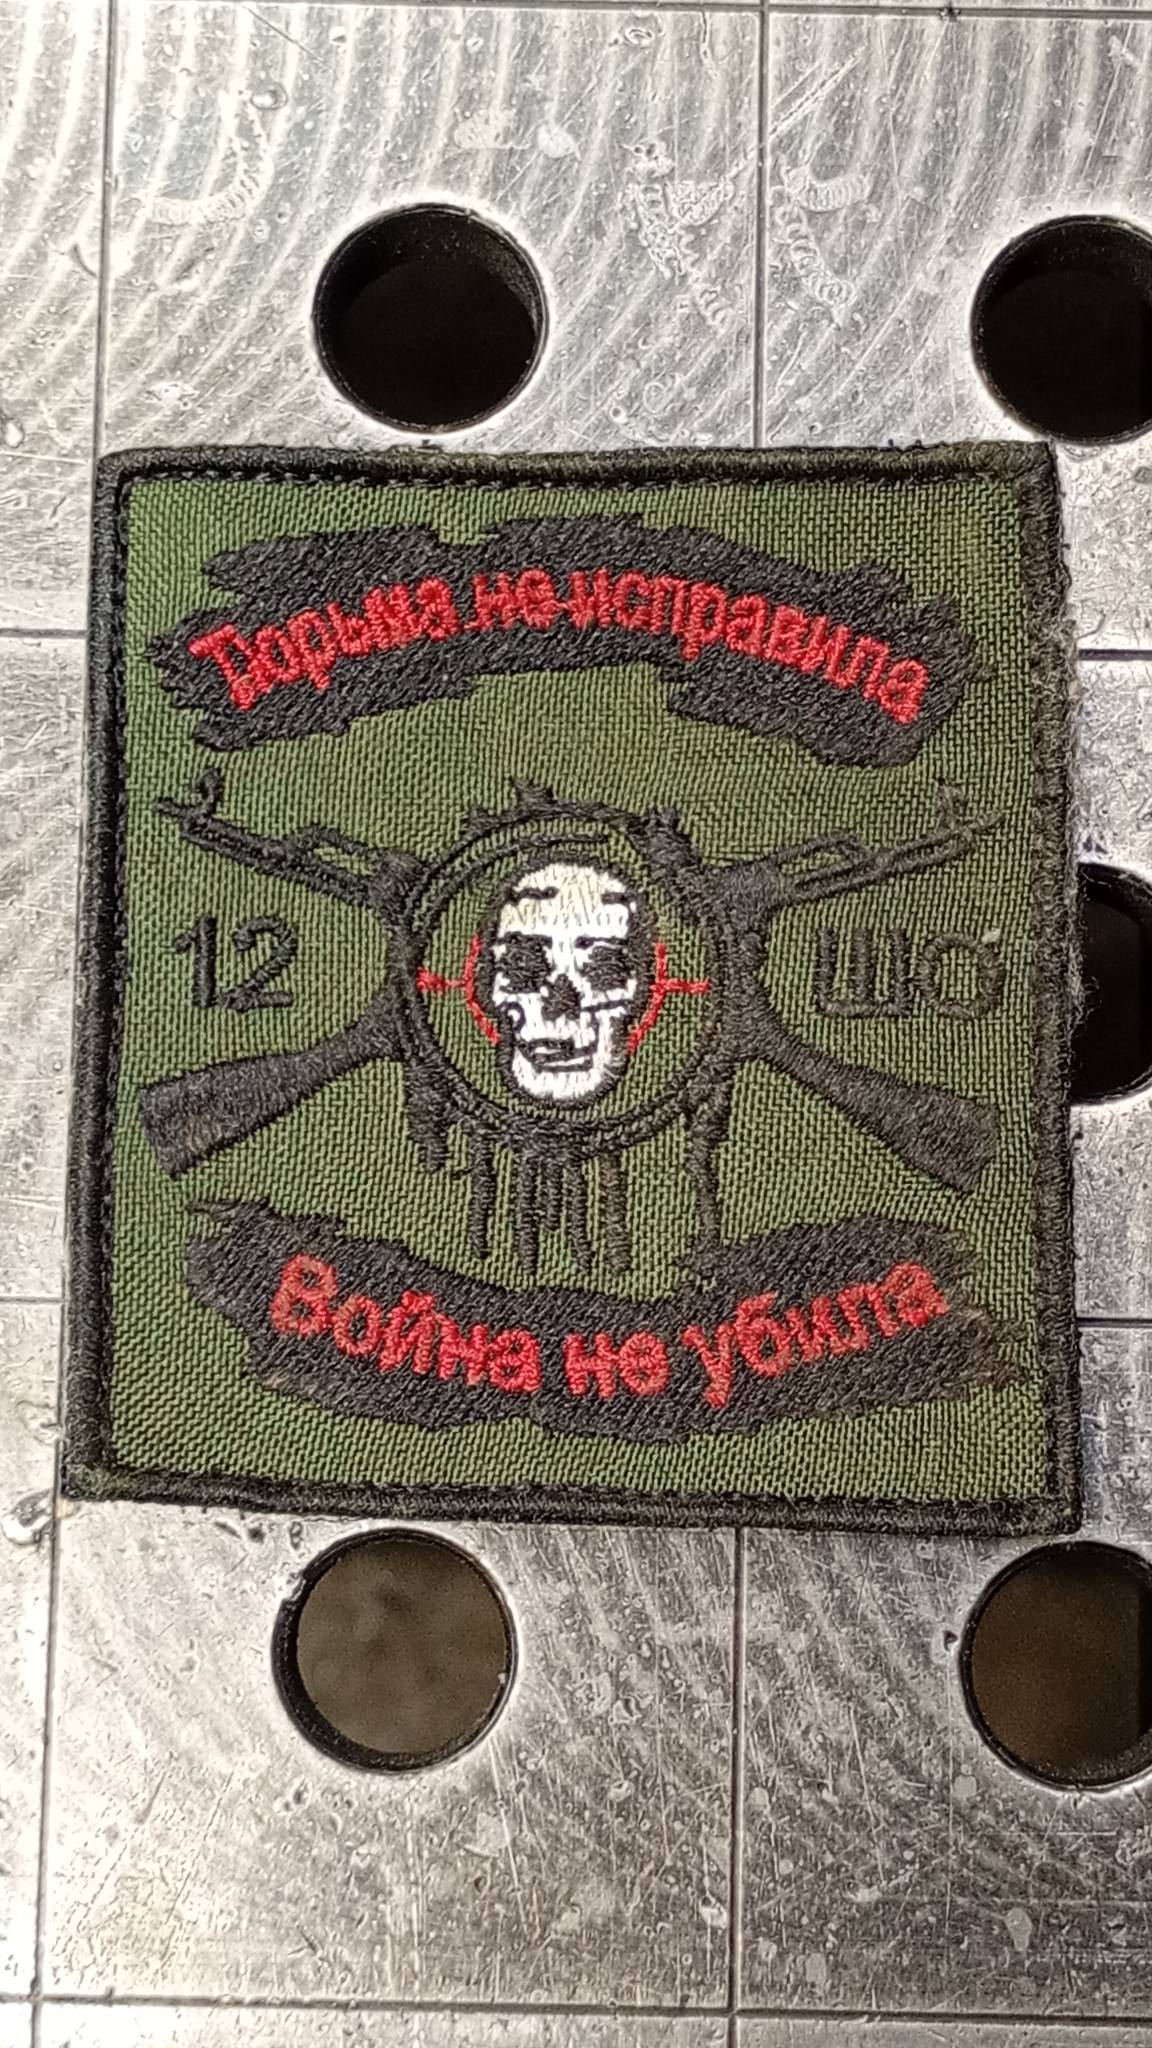 Тюрьма не исправила
12 ШО
Война не убила